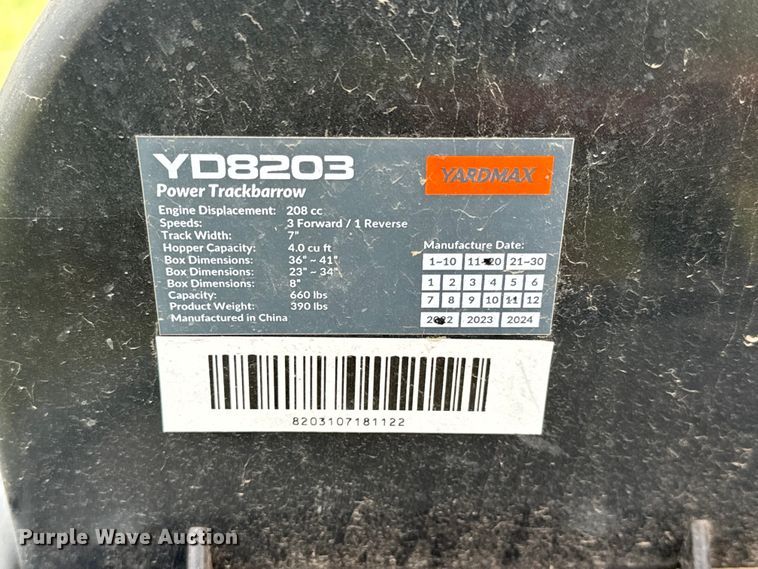 YD8203
YARDMAX
Power Trackbarrow
Engine Displacement: 208 cc
Speeds: 3 Forward / 1 Reverse
Track Width: 7"
Hopper Capacity: 4.0 cu ft
Box Dimensions: 36" ~ 41"
Box Dimensions: 23" ~ 34"
Box Dimensions: 8"
Capacity: 660 lbs
Product Weight: 390 lbs
Manufactured in China
Manufacture Date:
1~10 11~20 21~30
1 2 3 4 5 6
7 8 9 10 11 12
2022 2023 2024
8203107181122
Purple Wave Auction